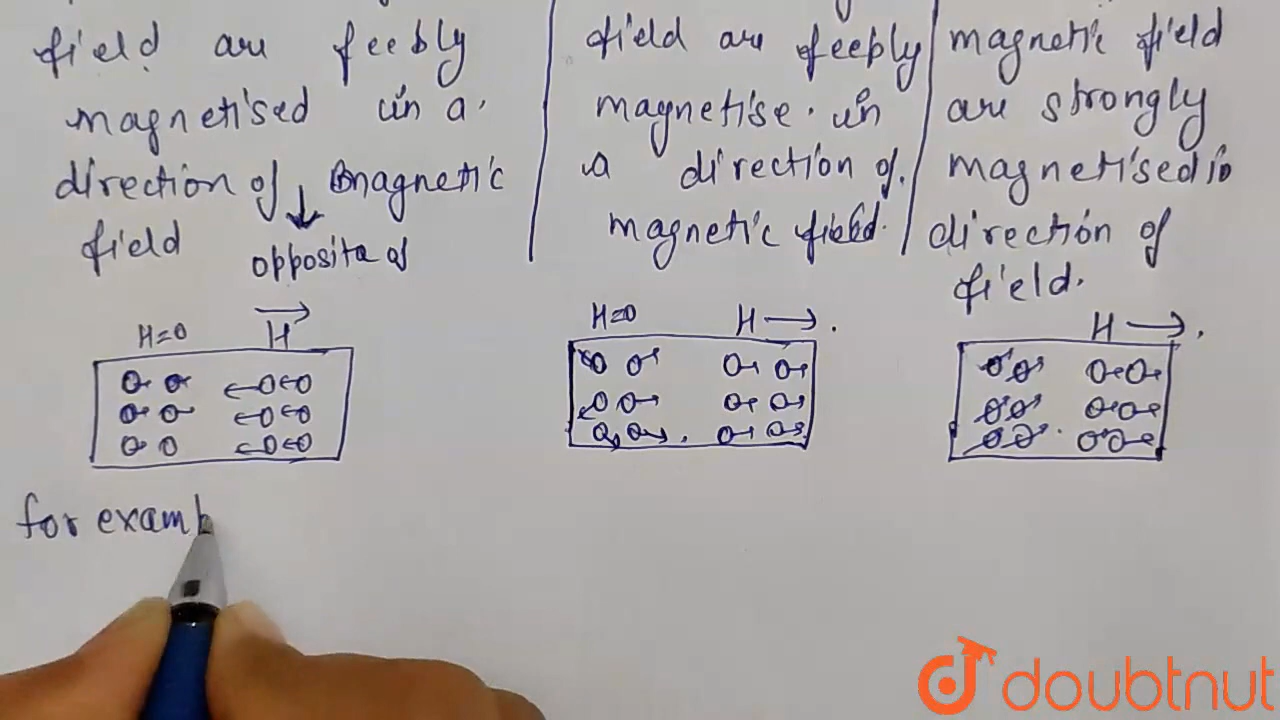 field are feebly
magnetised in a
direction of magnetic
field
opposite of
H=0 H
for examp
field are feebly
magnetise in
a direction of
magnetic field.
H=0 H
magnetic field
are strongly
magnetised in
direction of
field.
H
doubtnut